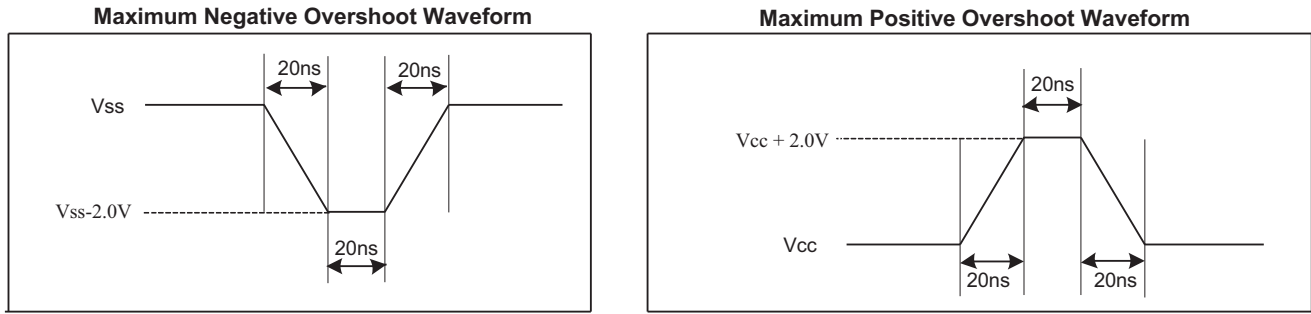 Maximum Negative Overshoot Waveform
20ns
20ns
Vss
Vss-2.0V
20ns
Maximum Positive Overshoot Waveform
20ns
Vcc + 2.0V
Vcc
20ns
20ns